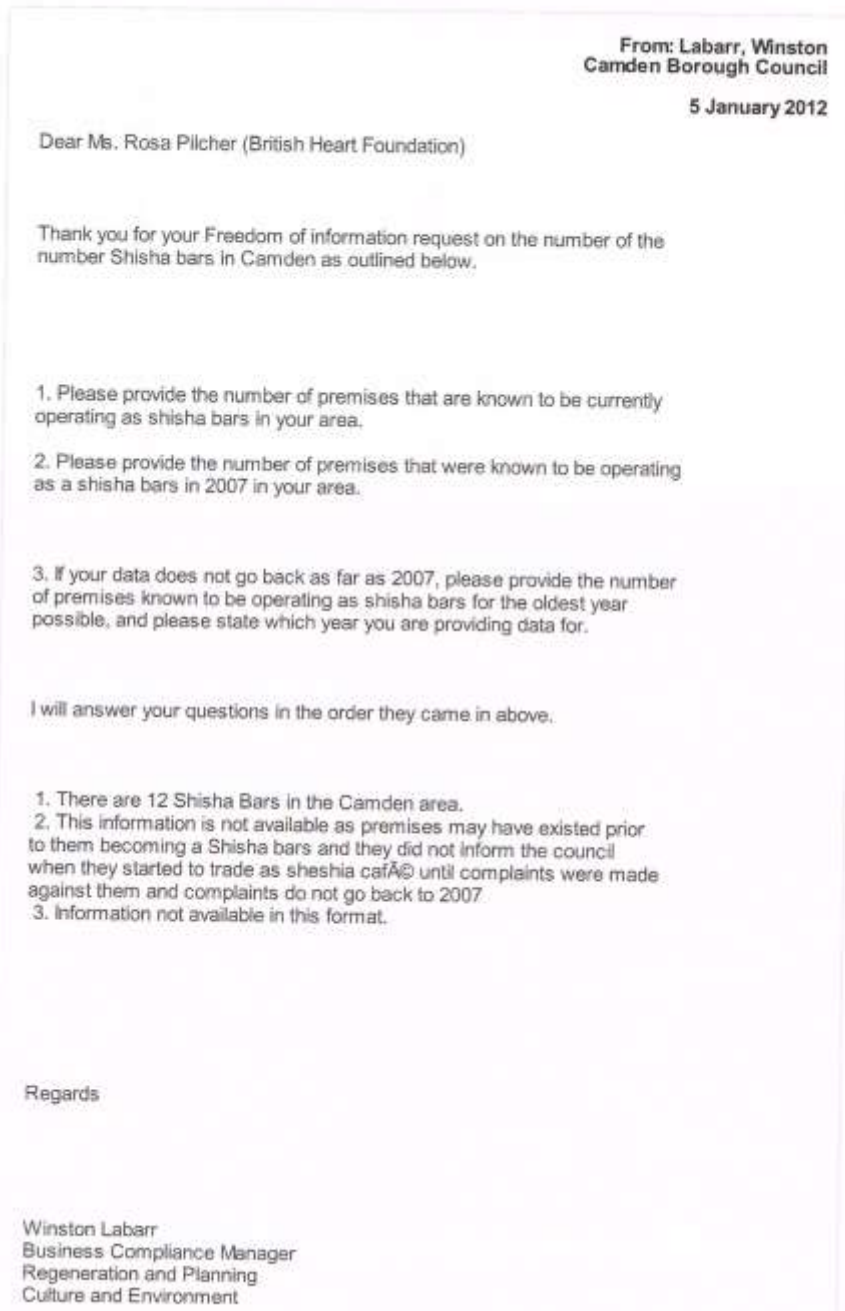 From: Labarr, Winston
Camden Borough Council
5 January 2012
Dear Ms. Rosa Pilcher (British Heart Foundation)
Thank you for your Freedom of information request on the number of the
number Shisha bars in Camden as outlined below.
1. Please provide the number of premises that are known to be currently
operating as shisha bars in your area.
2. Please provide the number of premises that were known to be operating
as a shisha bars in 2007 in your area.
3. If your data does not go back as far as 2007, please provide the number
of premises known to be operating as shisha bars for the oldest year
possible, and please state which year you are providing data for.
I will answer your questions in the order they came in above.
1. There are 12 Shisha Bars in the Camden area.
2. This information is not available as premises may have existed prior
to them becoming a Shisha bars and they did not inform the council
when they started to trade as sheshia cafÃ© until complaints were made
against them and complaints do not go back to 2007
3. Information not available in this format.
Regards
Winston Labarr
Business Compliance Manager
Regeneration and Planning
Culture and Environment